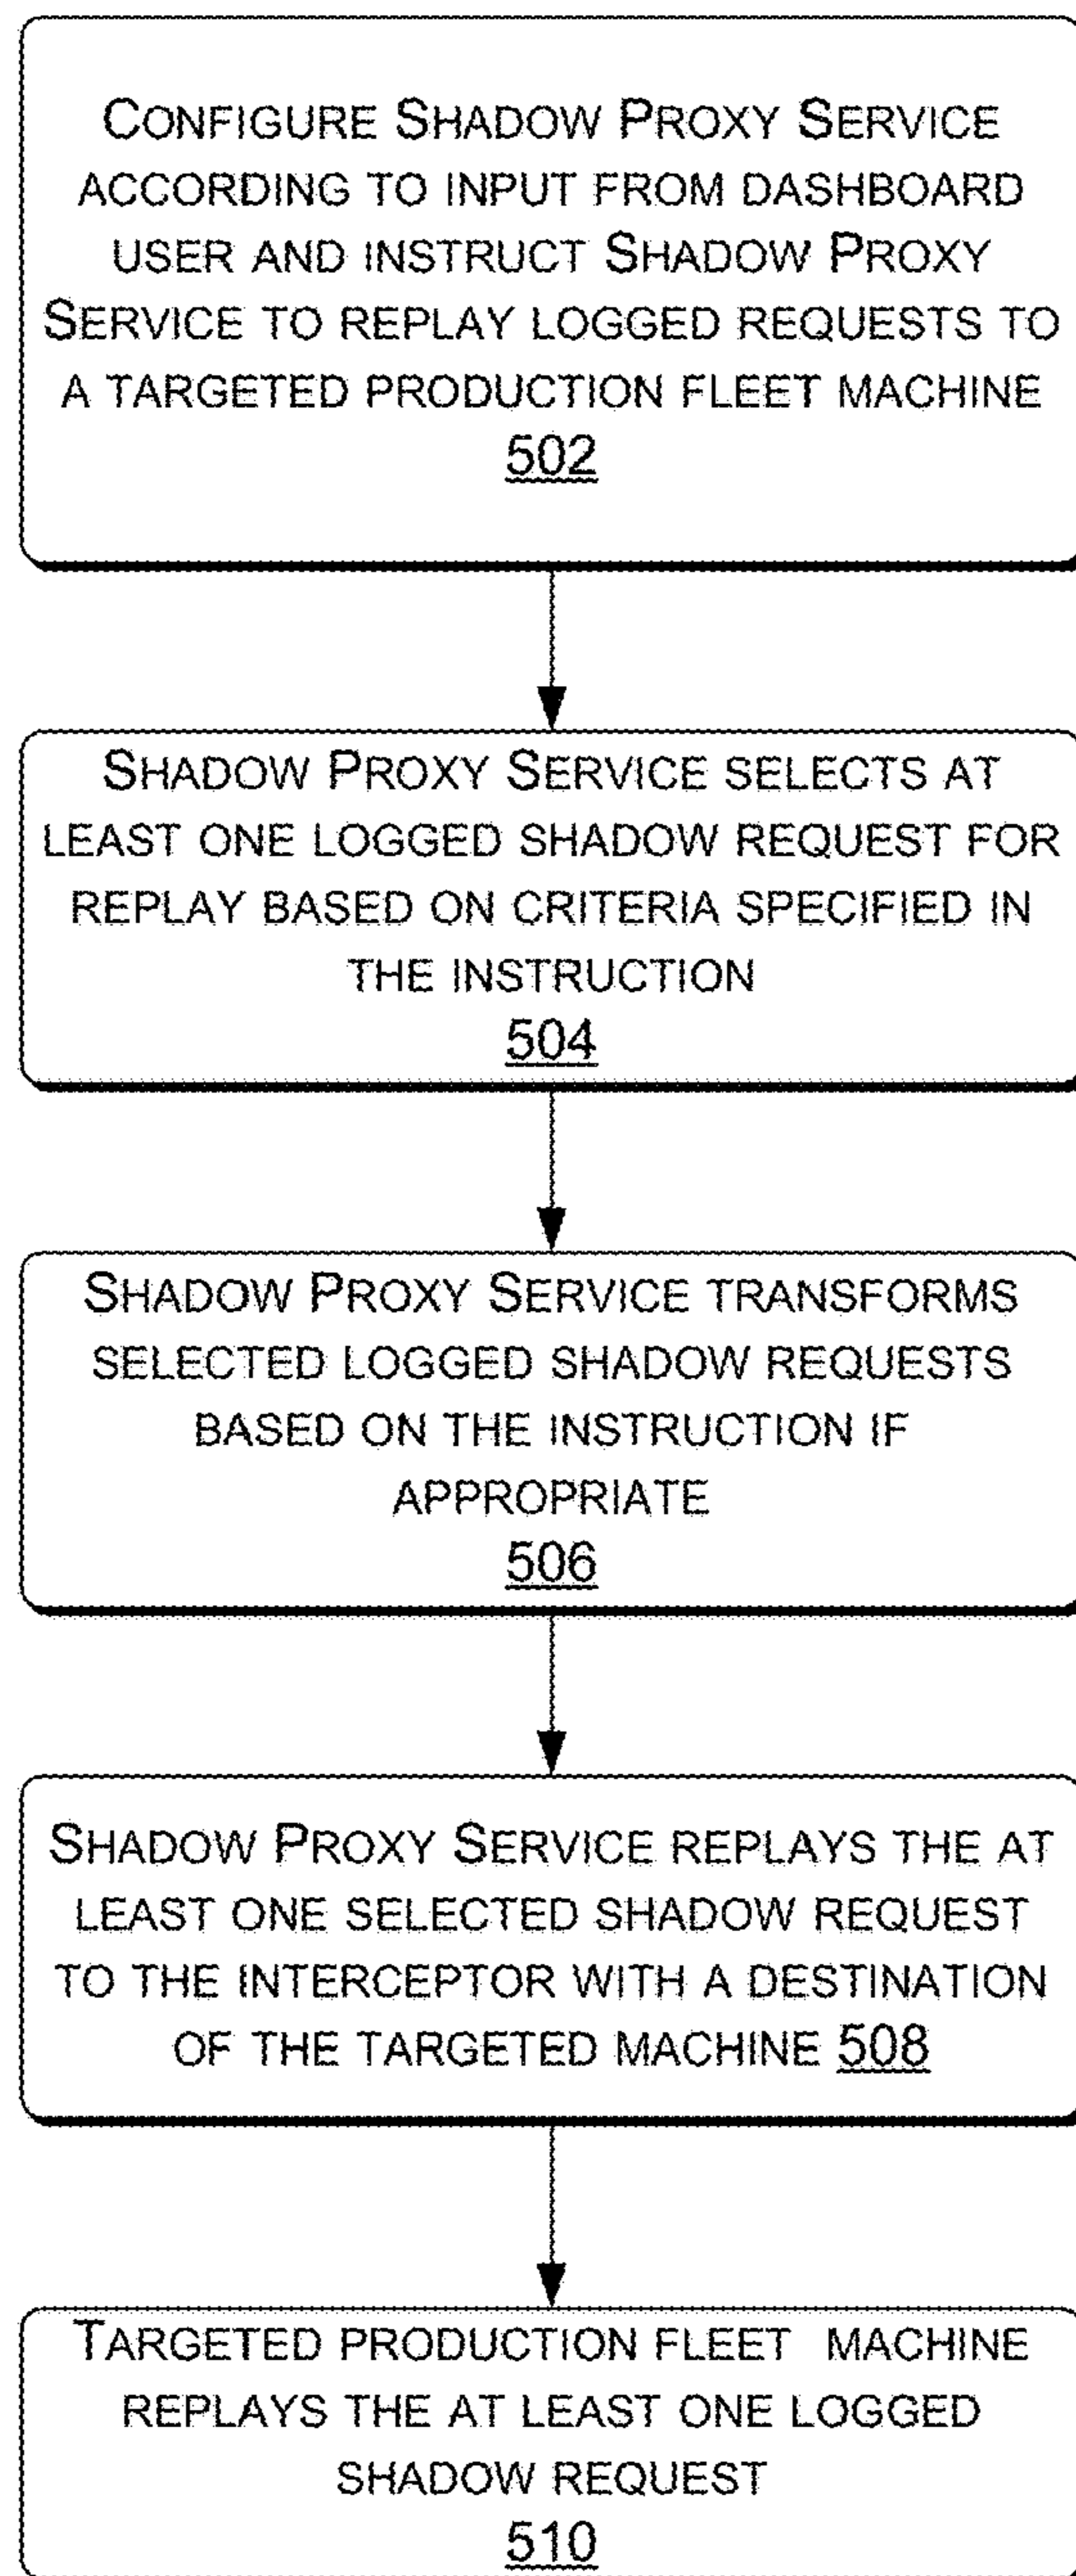 CONFIGURE SHADOW PROXY SERVICE
ACCORDING TO INPUT FROM DASHBOARD
USER AND INSTRUCT SHADOW PROXY
SERVICE TO REPLAY LOGGED REQUESTS TO
A TARGETED PRODUCTION FLEET MACHINE
502
SHADOW PROXY SERVICE SELECTS AT
LEAST ONE LOGGED SHADOW REQUEST FOR
REPLAY BASED ON CRITERIA SPECIFIED IN
THE INSTRUCTION
504
SHADOW PROXY SERVICE TRANSFORMS
SELECTED LOGGED SHADOW REQUESTS
BASED ON THE INSTRUCTION IF
APPROPRIATE
506
SHADOW PROXY SERVICE REPLAYS THE AT
LEAST ONE SELECTED SHADOW REQUEST
TO THE INTERCEPTOR WITH A DESTINATION
OF THE TARGETED MACHINE 508
TARGETED PRODUCTION FLEET MACHINE
REPLAYS THE AT LEAST ONE LOGGED
SHADOW REQUEST
510